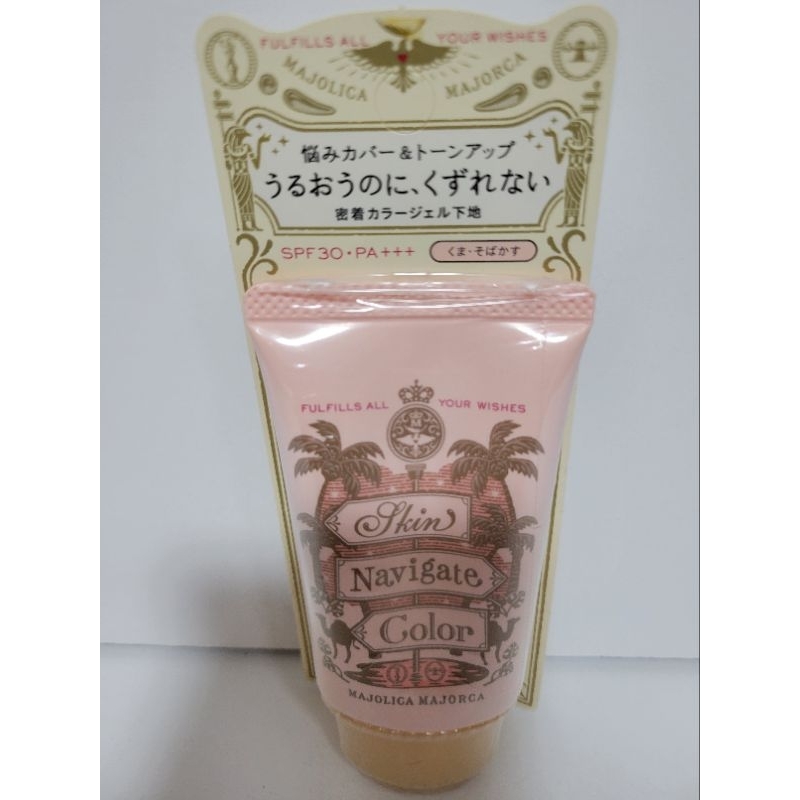 FULFILLS ALL YOUR WISHES
MAJOLICA MAJORCA
悩みカバー&トーンアップ
うるおうのに、くずれない
密着カラージェル下地
SPF30・PA+++
くま・そばかす
FULFILLS ALL YOUR WISHES
M
Skin
Navigate
Color
MAJOLICA MAJORCA